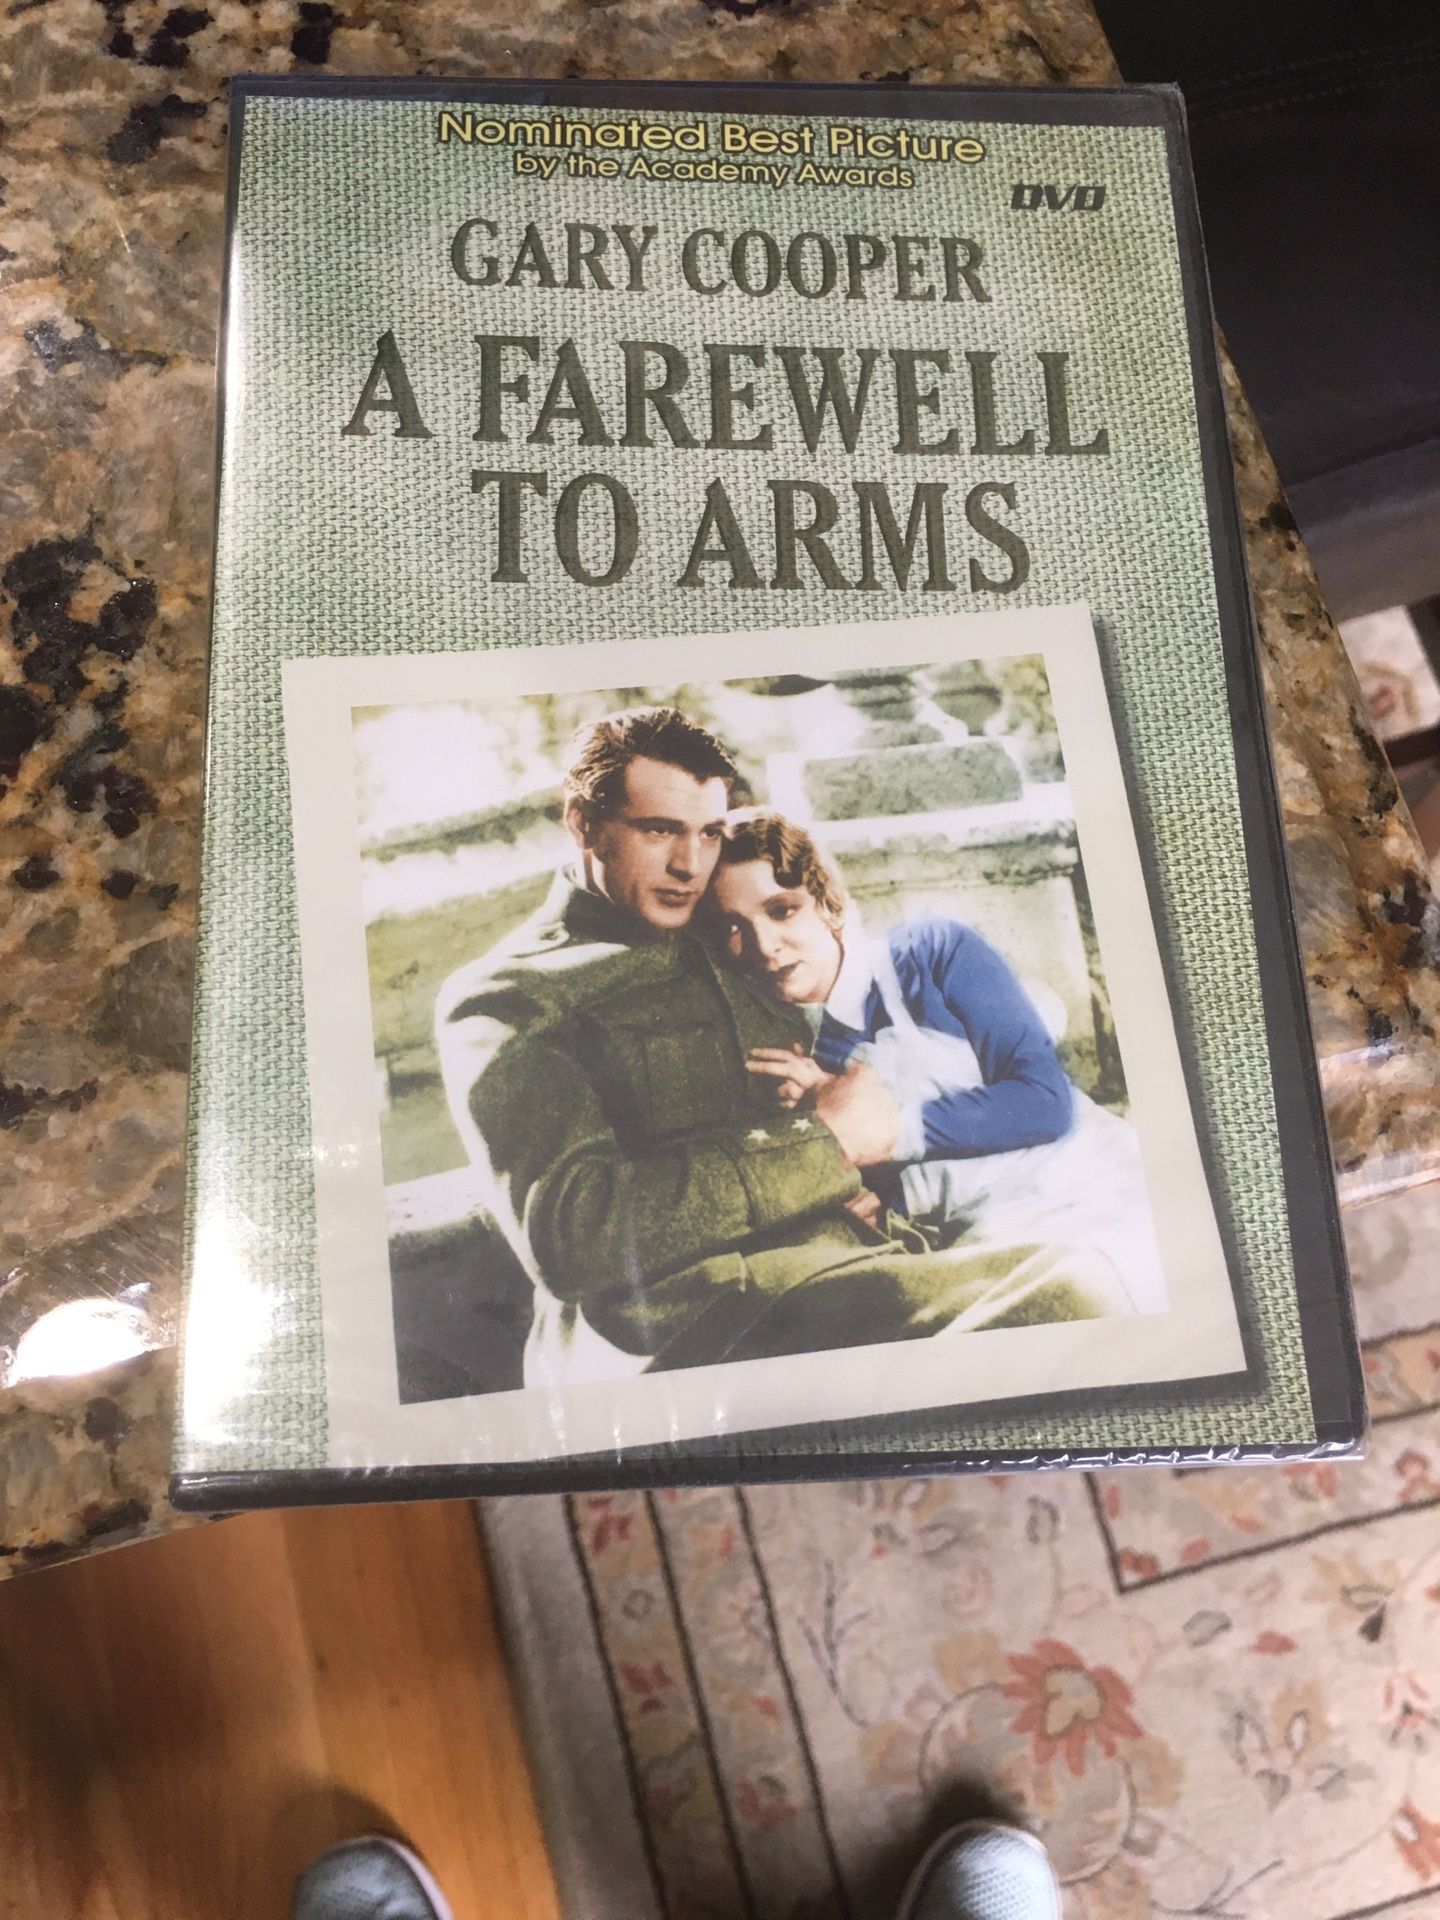 Nominated Best Picture
by the Academy Awards
DVD
GARY COOPER
A FAREWELL
TO ARMS